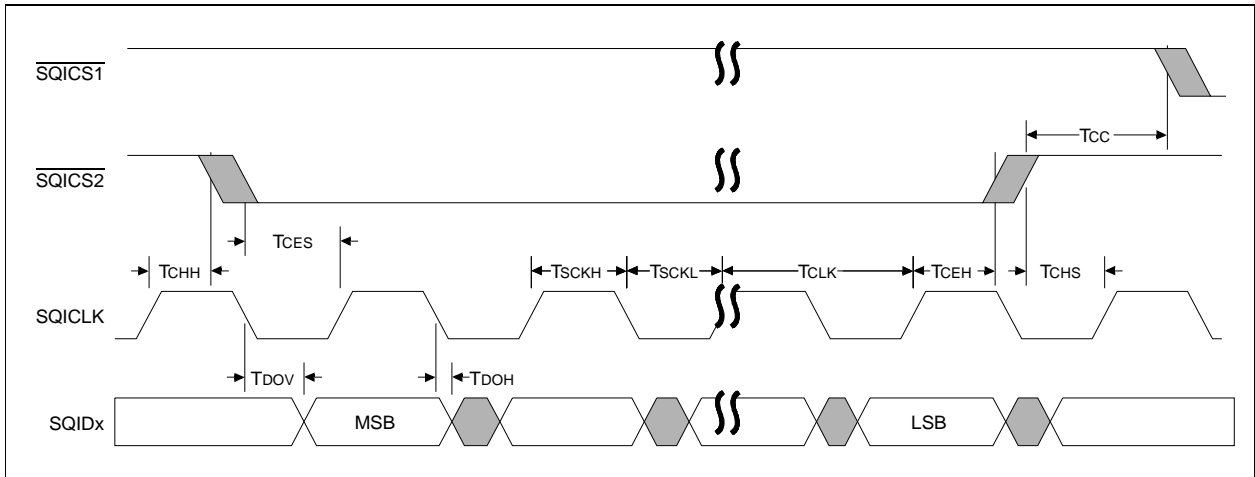 SQICS1
TCC
SQICS2
TCES
TCHH
TSCKH
TSCKL
TCLK
TCEH
TCHS
SQICLK
TDOV
TDOH
SQIDx
MSB
LSB